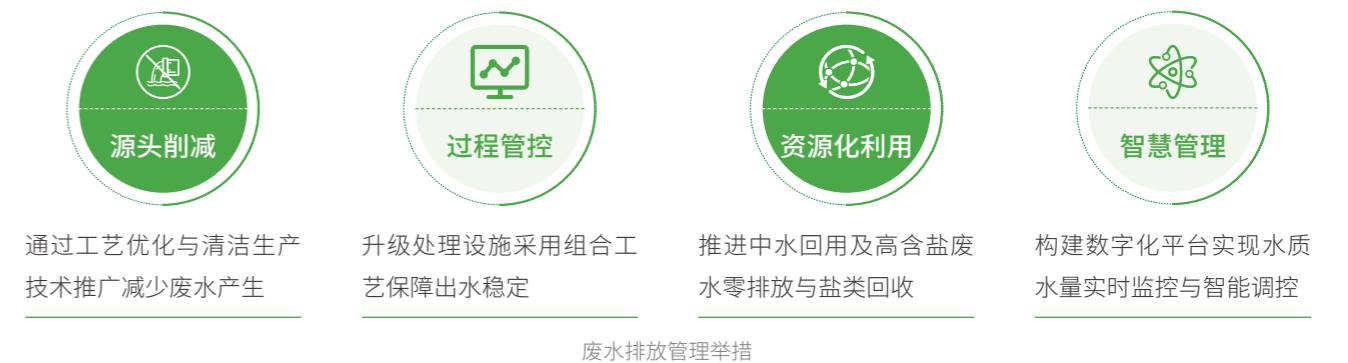 源头削减
通过工艺优化与清洁生产
技术推广减少废水产生
过程管控
升级处理设施采用组合工
艺保障出水稳定
资源化利用
推进中水回用及高含盐废
水零排放与盐类回收
智慧管理
构建数字化平台实现水质
水量实时监控与智能调控
废水排放管理举措